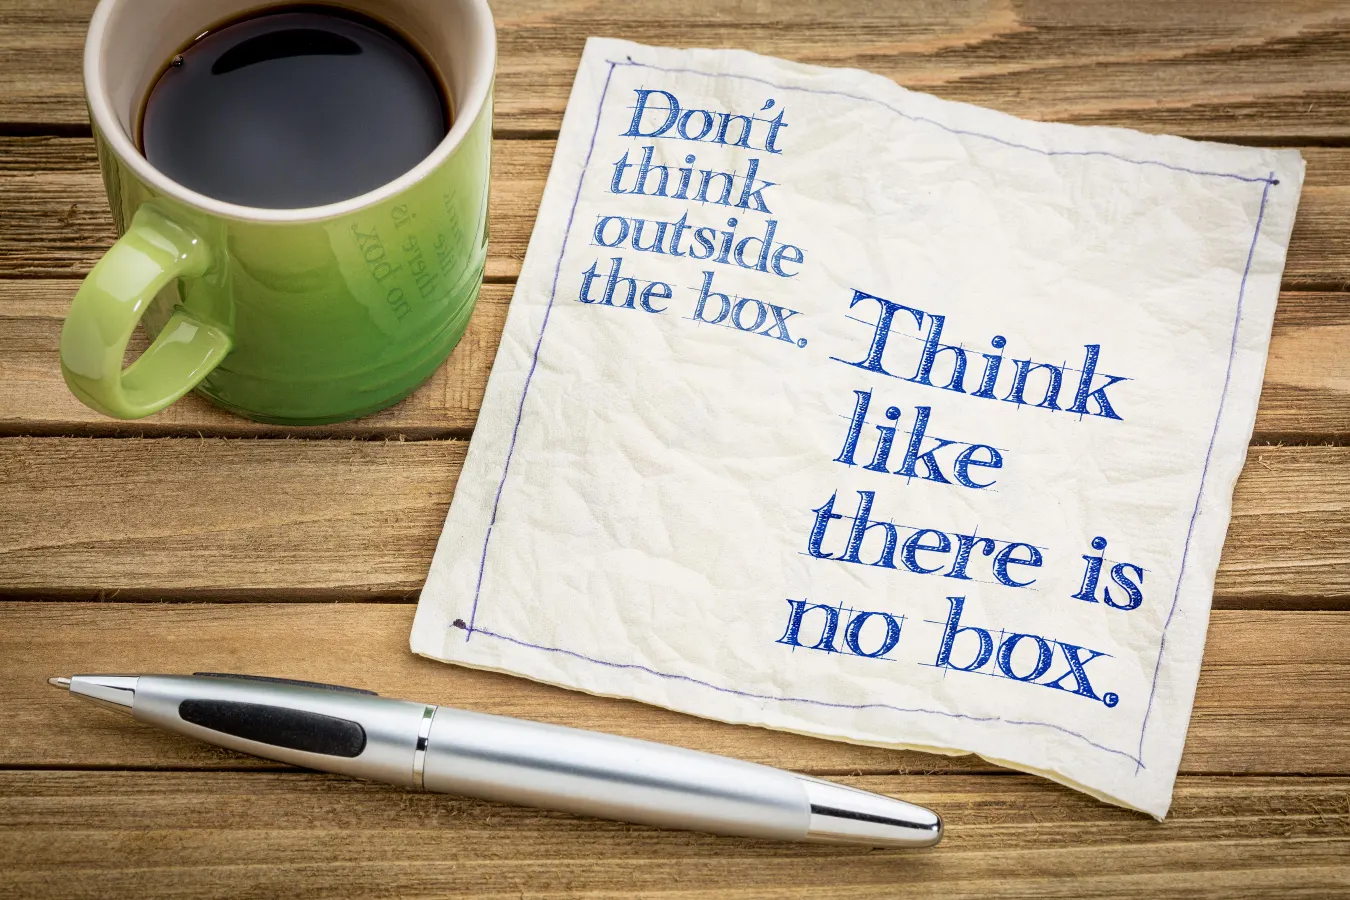 Don't
think
outside
the box.
Think
like
there is
no box.